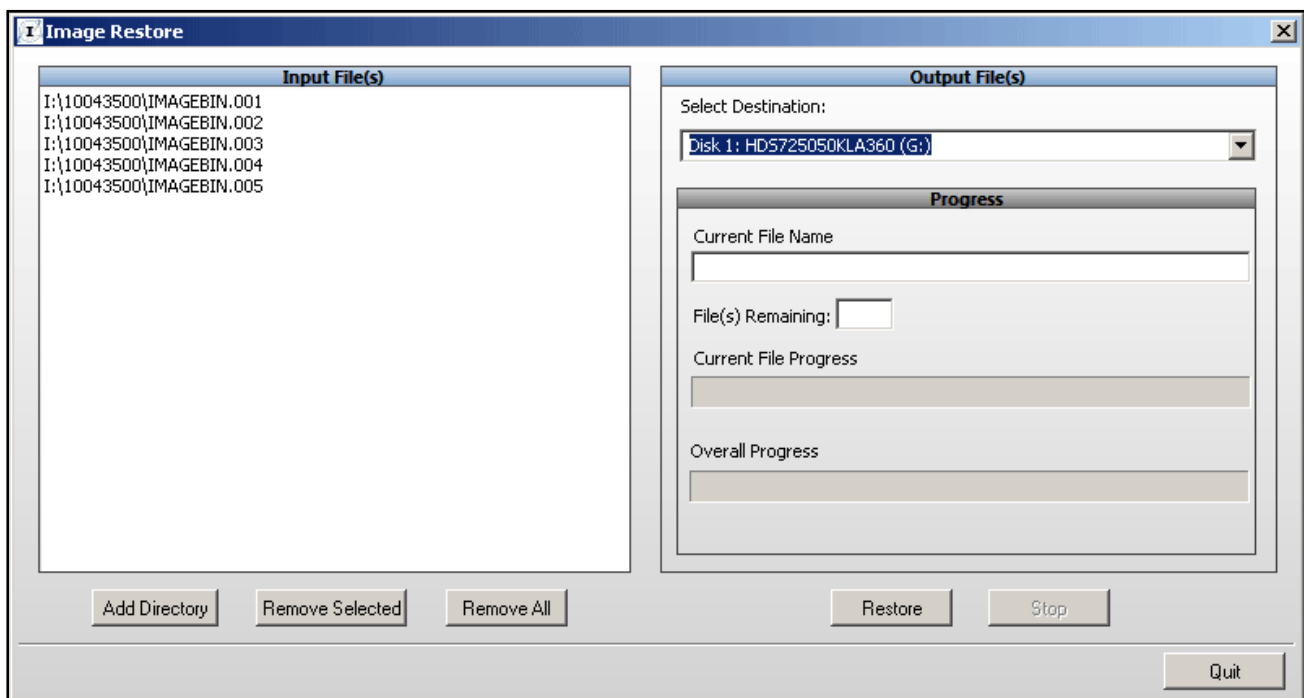 Image Restore
Input File(s)
I:\10043500\IMAGEBIN.001
I:\10043500\IMAGEBIN.002
I:\10043500\IMAGEBIN.003
I:\10043500\IMAGEBIN.004
I:\10043500\IMAGEBIN.005
Add Directory
Remove Selected
Remove All
Output File(s)
Select Destination:
Disk 1: HDS725050KLA360 (G:)
Progress
Current File Name
File(s) Remaining:
Current File Progress
Overall Progress
Restore
Stop
Quit